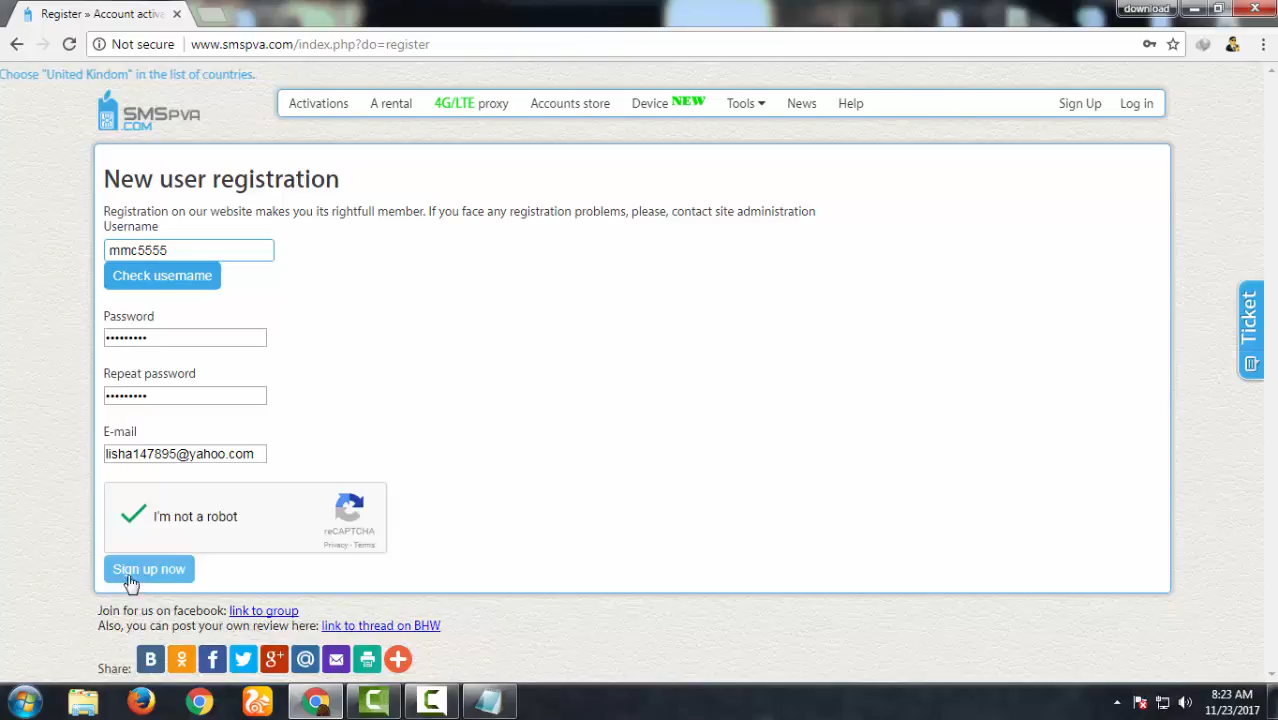 Register » Account activ
download
Not secure
www.smspva.com/index.php?do=register
Choose "United Kindom" in the list of countries.
SMSPVA
.COM
Activations
A rental
4G/LTE proxy
Accounts store
Device NEW
Tools
News
Help
Sign Up
Log in
New user registration
Registration on our website makes you its rightfull member. If you face any registration problems, please, contact site administration
Username
mmc5555
Check username
Ticket
Password
•••••••••
Repeat password
•••••••••
E-mail
lisha147895@yahoo.com
I'm not a robot
reCAPTCHA
Privacy - Terms
Sign up now
Join for us on facebook: link to group
Also, you can post your own review here: link to thread on BHW
Share:
8:23 AM
11/23/2017